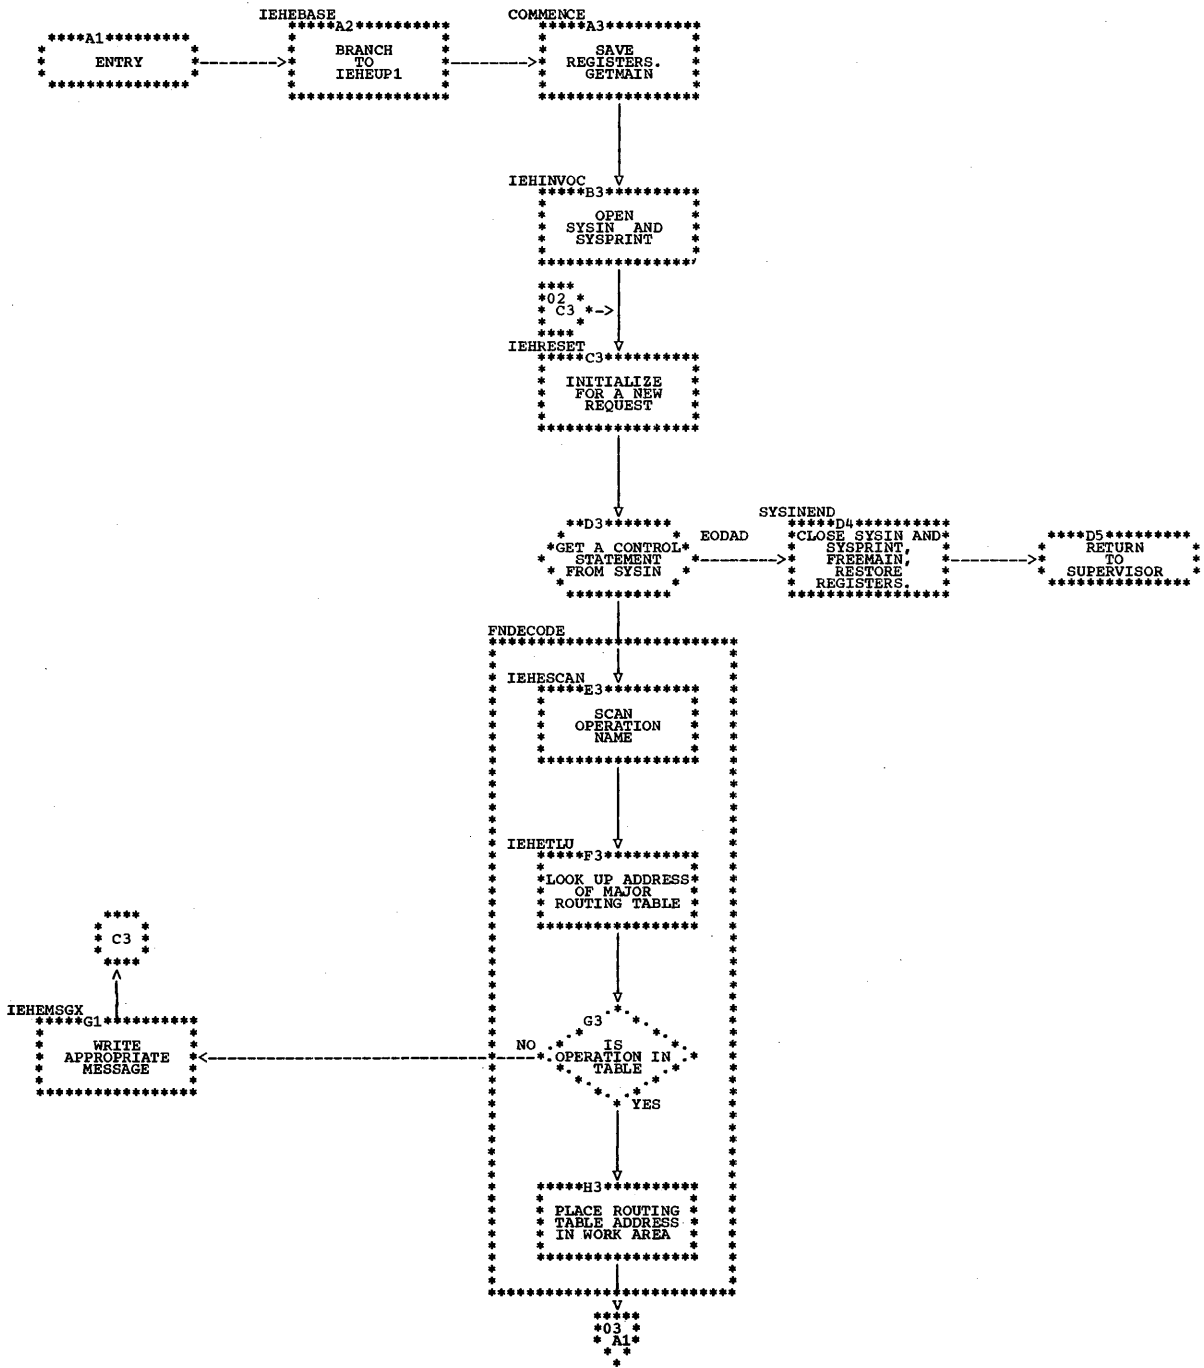 IEHEBASE
COMMENCE
A1
ENTRY
A2
BRANCH
TO
IEHEUP1
A3
SAVE
REGISTERS.
GETMAIN
IEHINVOC
B3
OPEN
SYSIN AND
SYSPRINT
02
C3
IEHRESET
C3
INITIALIZE
FOR A NEW
REQUEST
D3
GET A CONTROL
STATEMENT
FROM SYSIN
EODAD
SYSINEND
D4
CLOSE SYSIN AND
SYSPRINT,
FREEMAIN,
RESTORE
REGISTERS.
D5
RETURN
TO
SUPERVISOR
FNDECODE
IEHESCAN
E3
SCAN
OPERATION
NAME
IEHETLU
F3
LOOK UP ADDRESS
OF MAJOR
ROUTING TABLE
C3
IEHEMSGX
G1
WRITE
APPROPRIATE
MESSAGE
NO
G3
IS
OPERATION IN
TABLE
YES
H3
PLACE ROUTING
TABLE ADDRESS
IN WORK AREA
03
A1